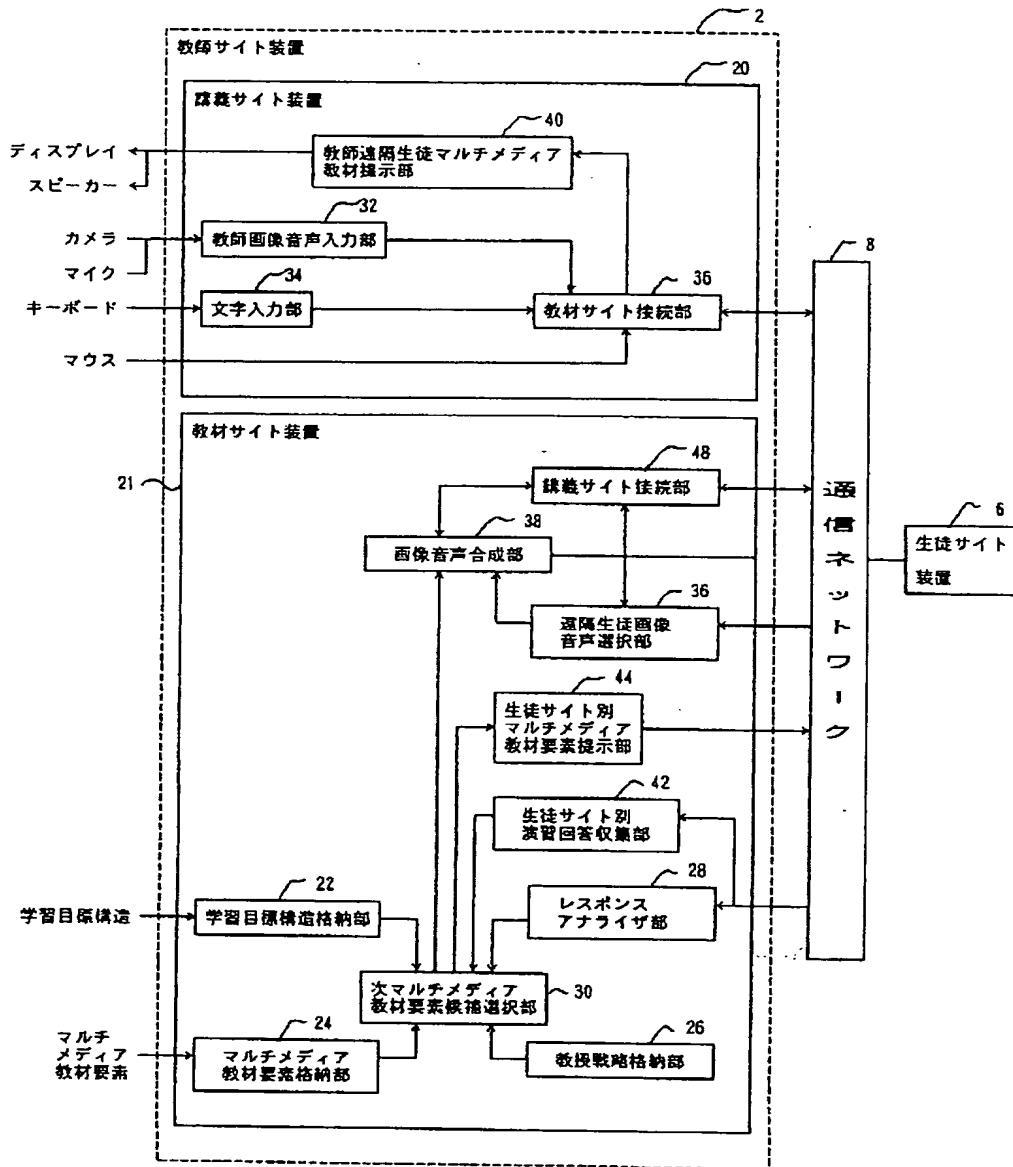 2
教師サイト装置
20
講義サイト装置
40
ディスプレイ
教師遠隔生徒マルチメディア
教材提示部
スピーカー
32
カメラ
教師画像音声入力部
マイク
8
34
36
キーボード
文字入力部
教材サイト接続部
マウス
教材サイト装置
48
21
講義サイト接続部
通信ネットワーク
38
6
画像音声合成部
生徒サイト
装置
36
遠隔生徒画像
音声選択部
44
生徒サイト別
マルチメディア
教材要素提示部
42
生徒サイト別
演習回答収集部
28
22
レスポンス
アナライザ部
学習目標構造
学習目標構造格納部
次マルチメディア
教材要素候補選択部
30
24
26
マルチ
メディア
教材要素
マルチメディア
教材要素格納部
教授戦略格納部